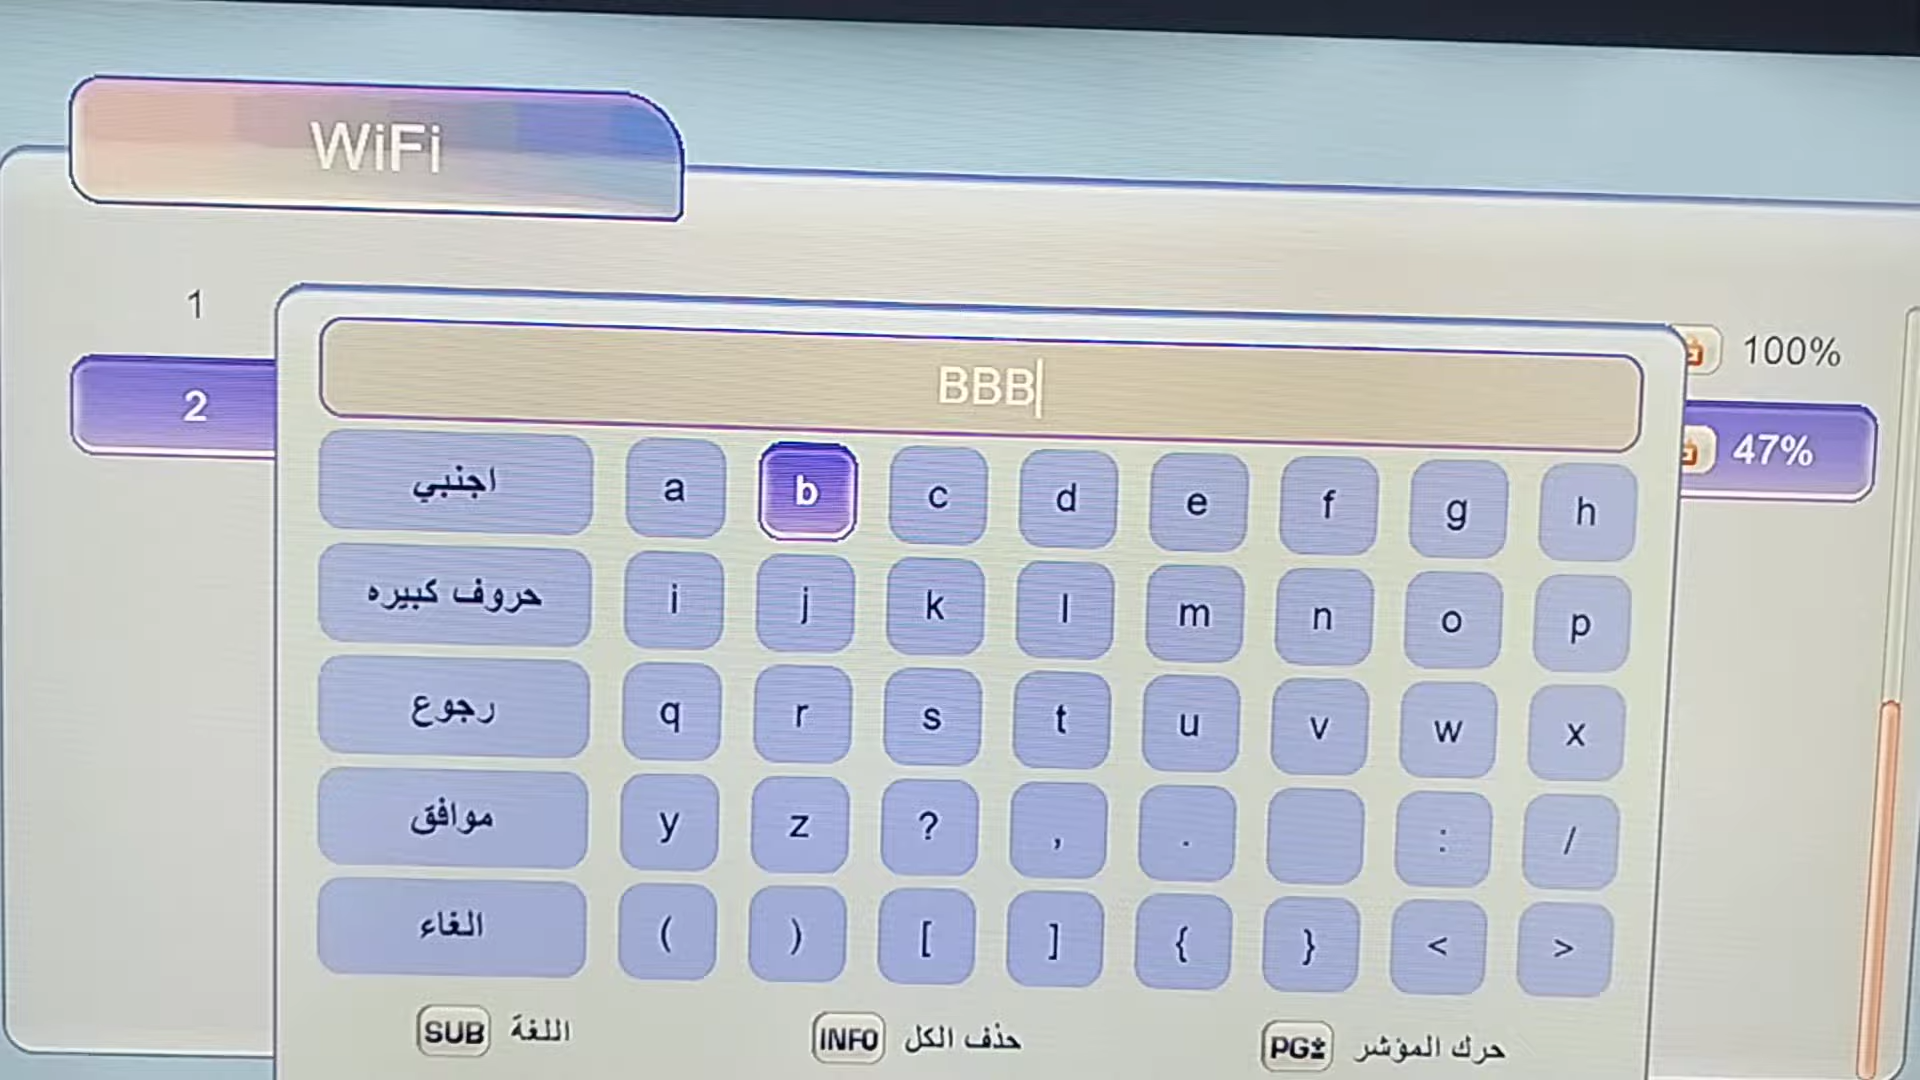 WiFi
1
100%
2
47%
BBB
اجنبي a b c d e f g h
حروف كبيره i j k l m n o p
رجوع q r s t u v w x
موافق y z ? , . : /
الغاء ( ) [ ] { } < >
SUB اللغة INFO حذف الكل PG± حرك المؤشر